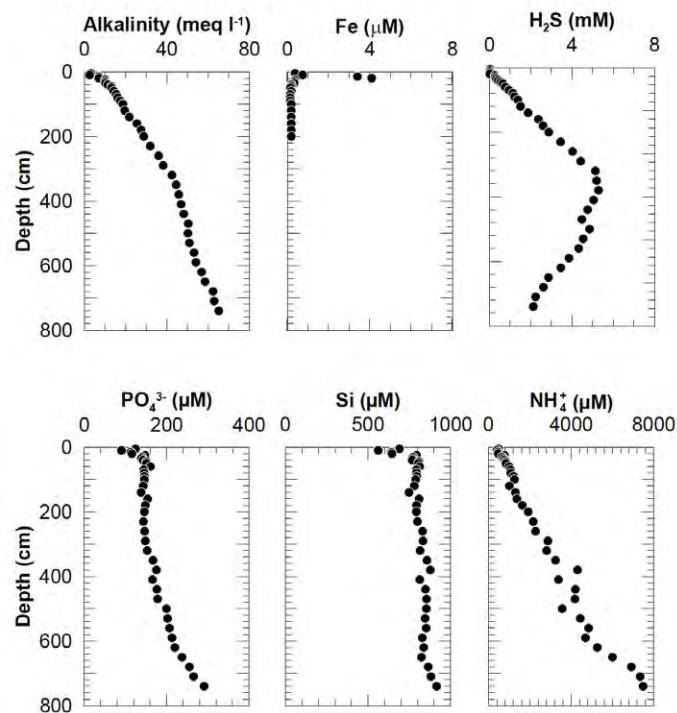 Alkalinity (meq l⁻¹) Fe (μM) H₂S (mM)
0 40 80 0 4 8 0 4 8
0
200
400
600
800
Depth (cm)
PO₄³⁻ (μM) Si (μM) NH₄⁺ (μM)
0 200 400 0 500 1000 0 4000 8000
0
200
400
600
800
Depth (cm)